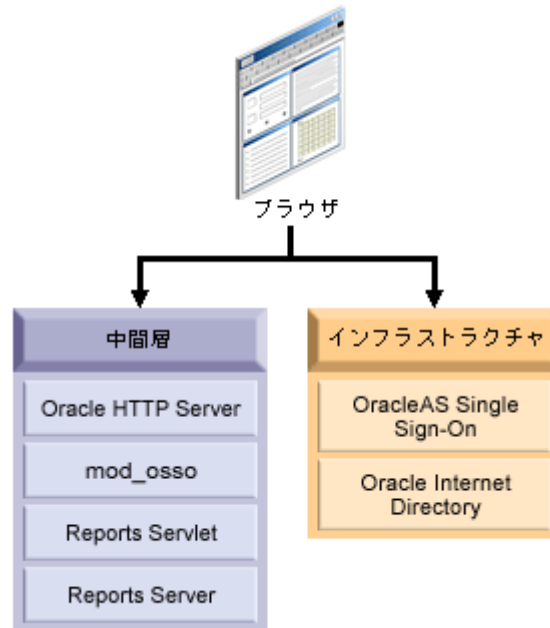 ブラウザ
中間層
Oracle HTTP Server
mod_osso
Reports Servlet
Reports Server
インフラストラクチャ
OracleAS Single
Sign-On
Oracle Internet
Directory